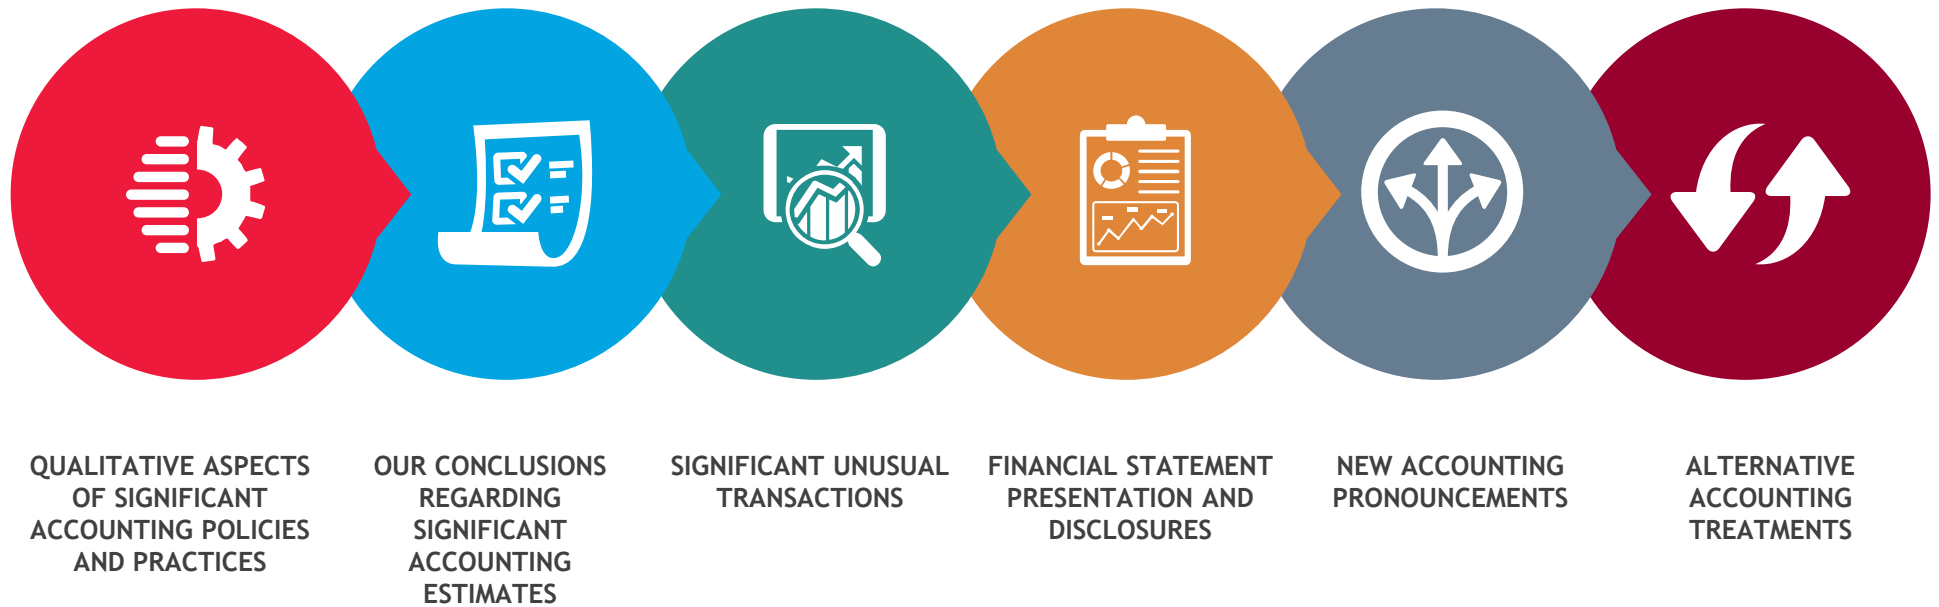 QUALITATIVE ASPECTS
OF SIGNIFICANT
ACCOUNTING POLICIES
AND PRACTICES
OUR CONCLUSIONS
REGARDING
SIGNIFICANT
ACCOUNTING
ESTIMATES
SIGNIFICANT UNUSUAL
TRANSACTIONS
FINANCIAL STATEMENT
PRESENTATION AND
DISCLOSURES
NEW ACCOUNTING
PRONOUNCEMENTS
ALTERNATIVE
ACCOUNTING
TREATMENTS